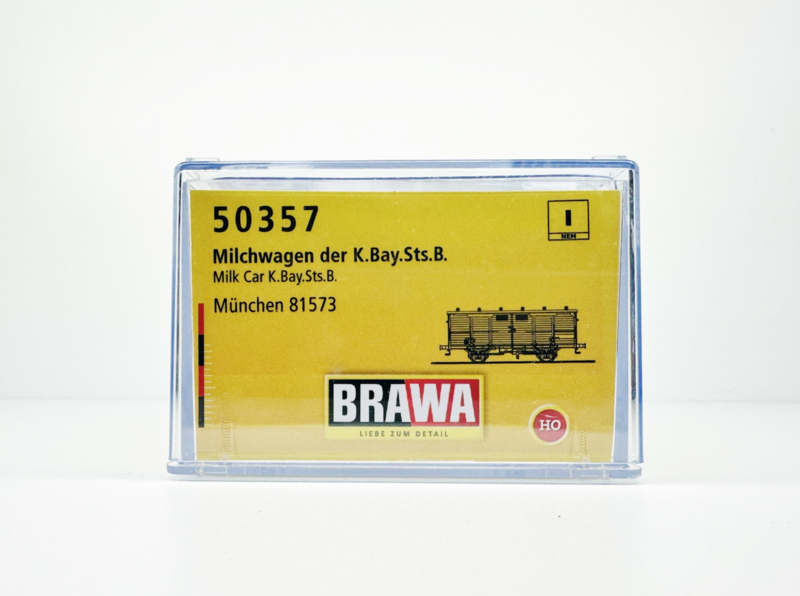 50357
I
NEM
Milchwagen der K.Bay.Sts.B.
Milk Car K.Bay.Sts.B.
München 81573
BRAWA
LIEBE ZUM DETAIL
HO